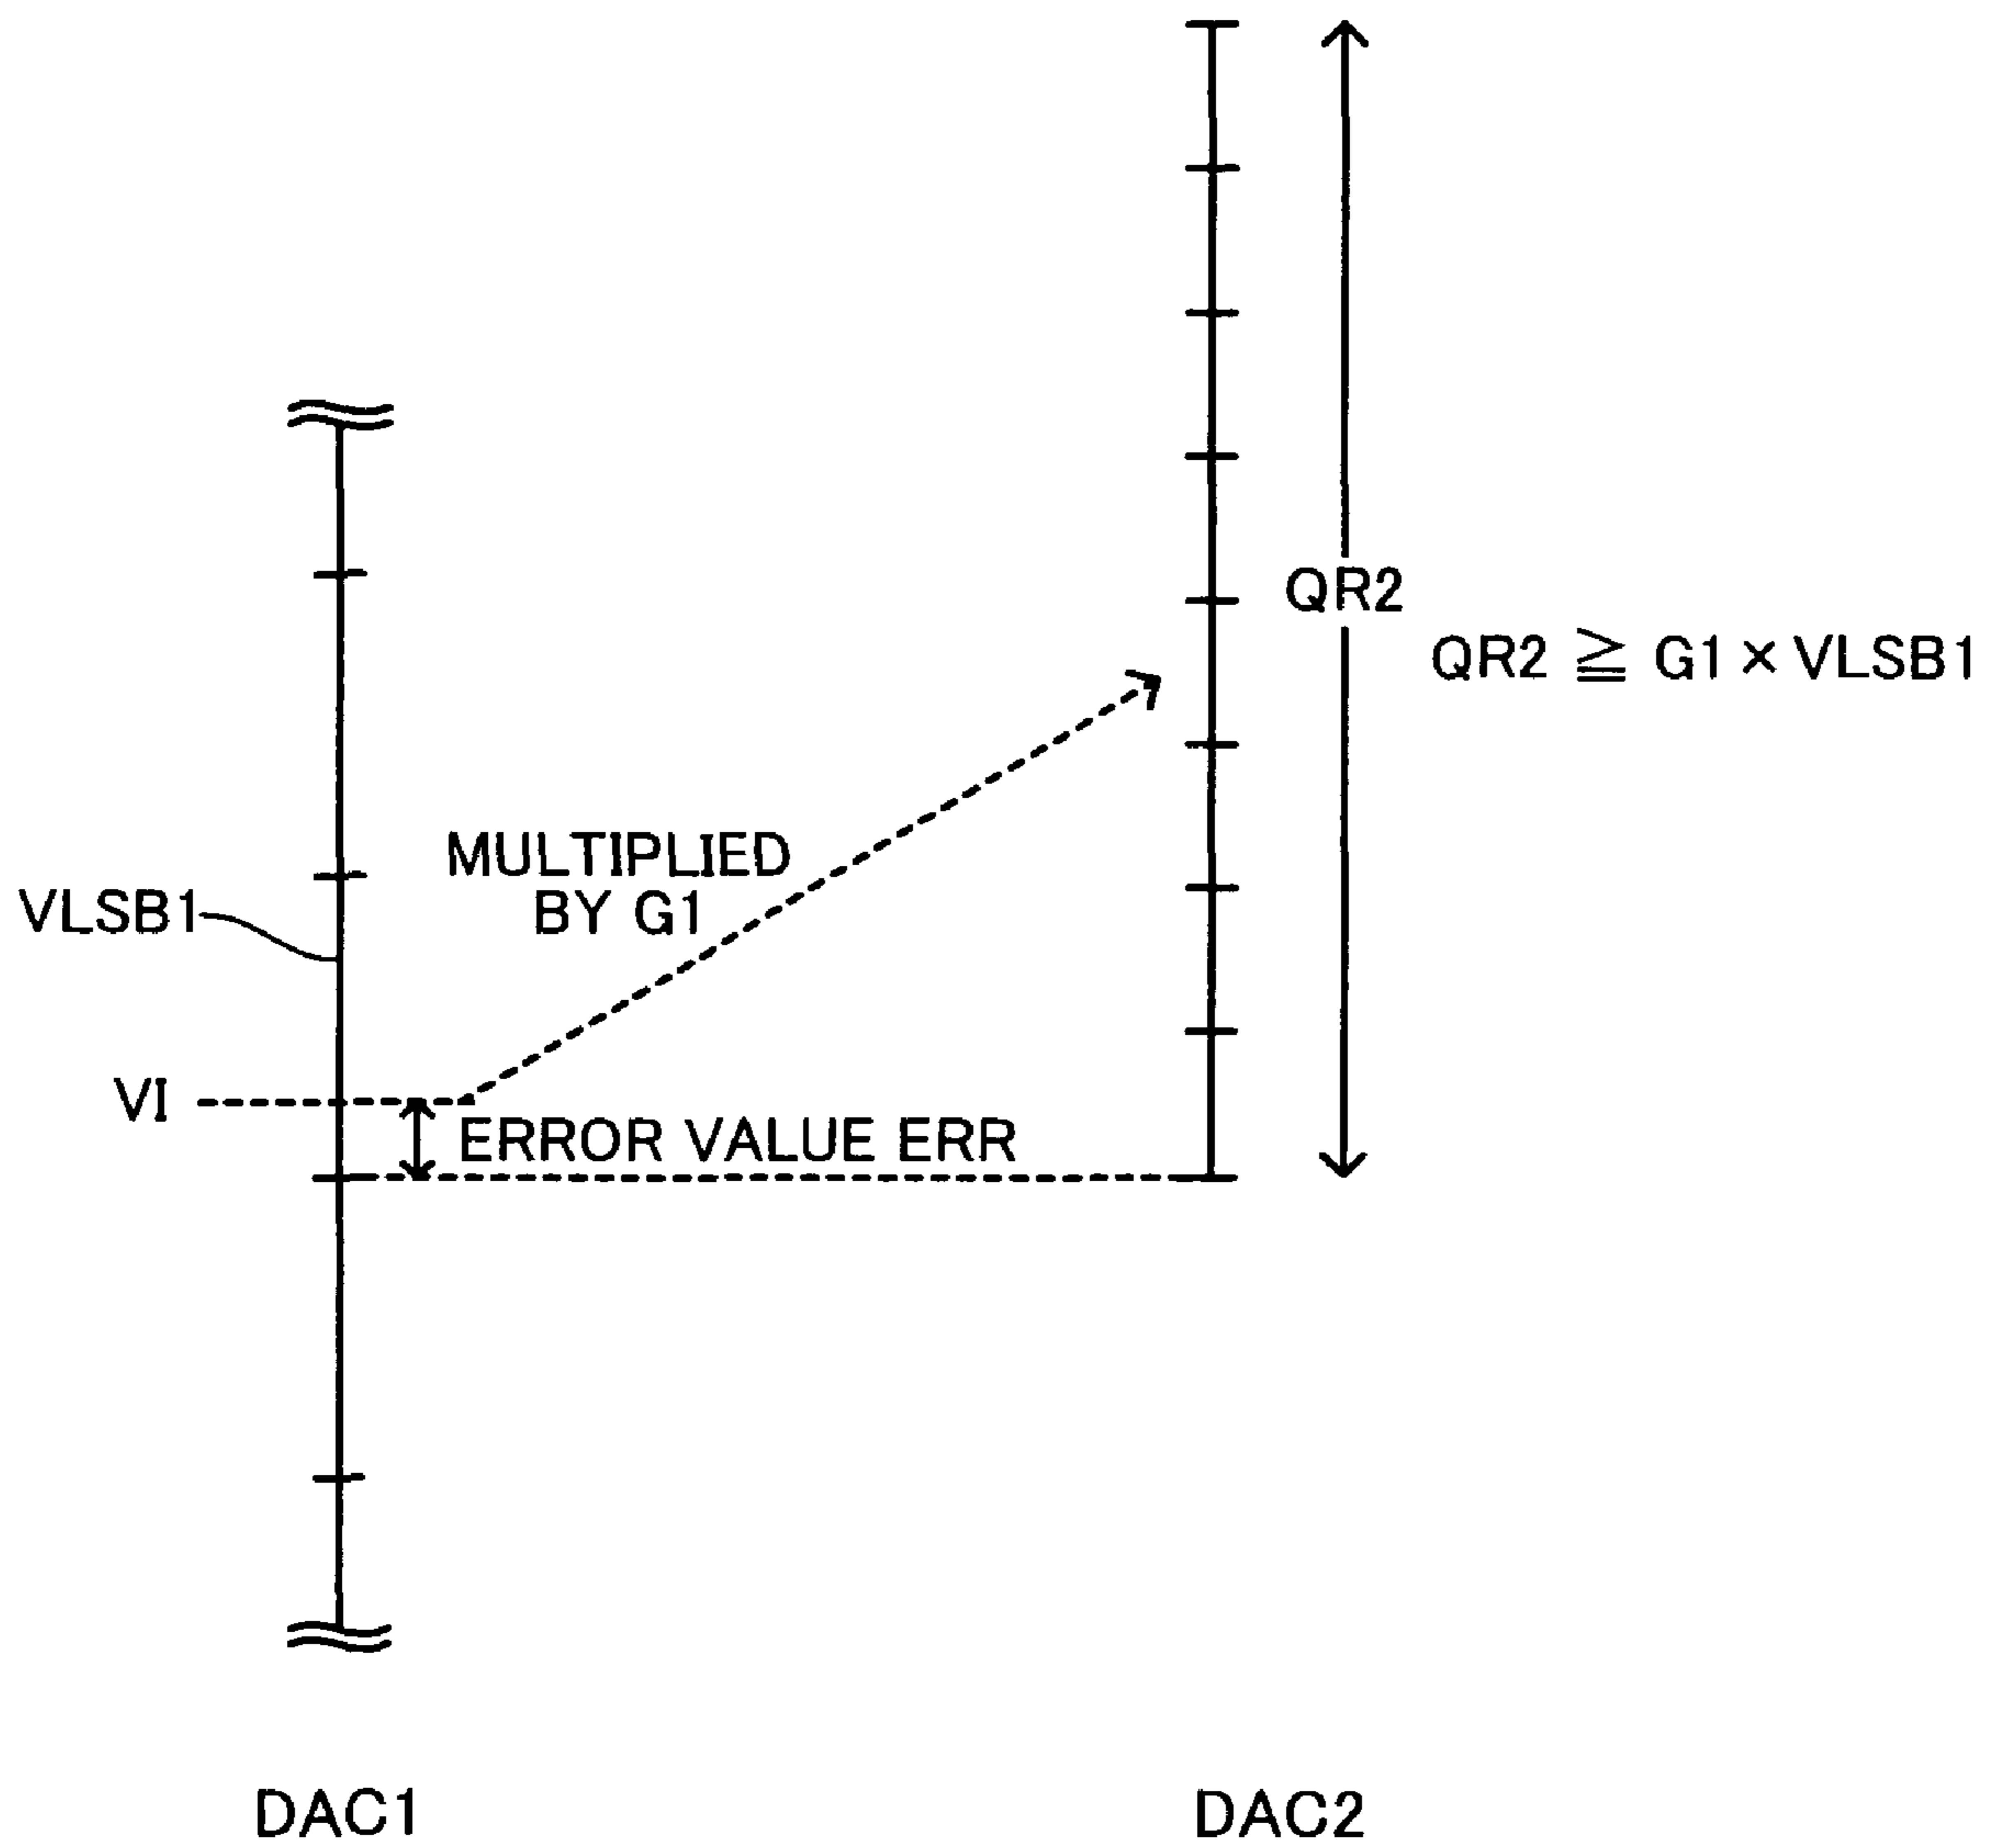 QR2
QR2 ≧ G1 × VLSB1
MULTIPLIED
BY G1
VLSB1
VI
ERROR VALUE ERR
DAC1
DAC2